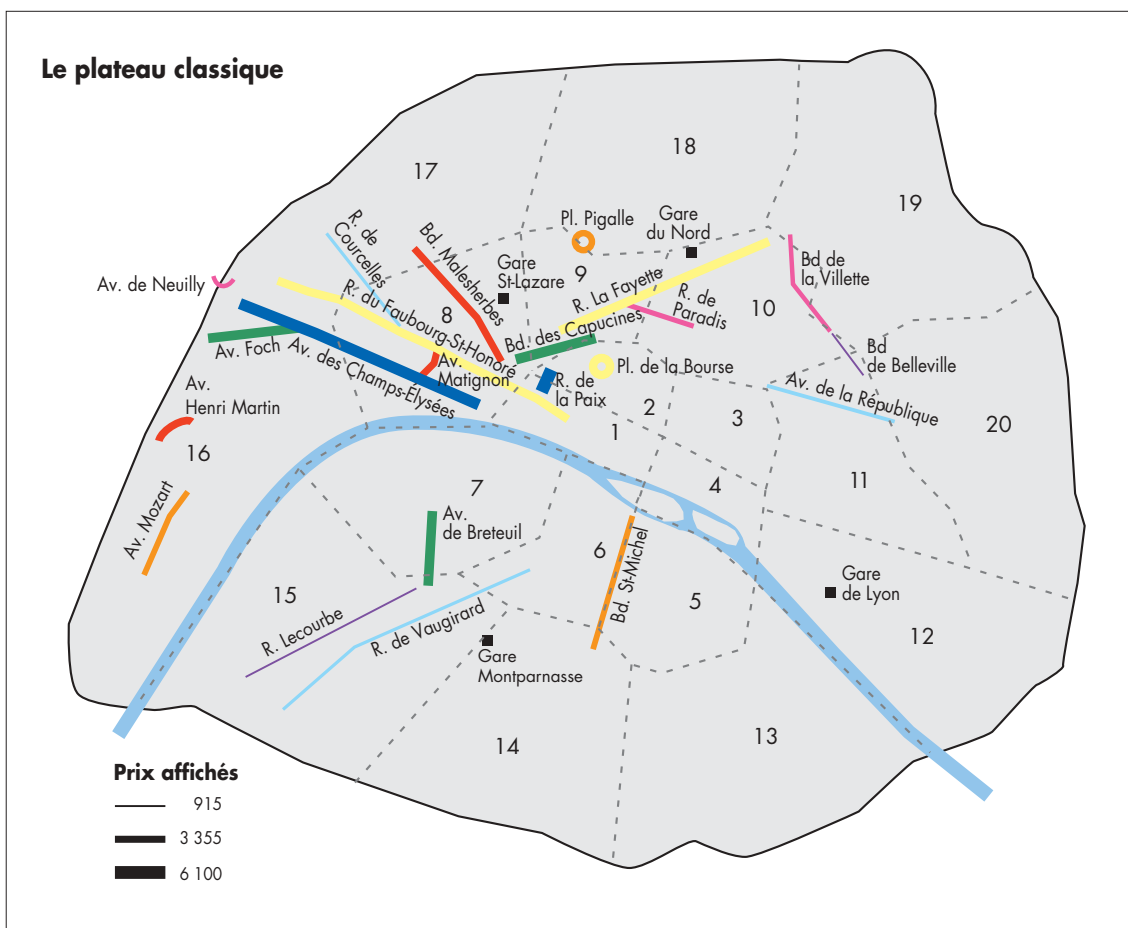 Le plateau classique
18
17
19
R. de
Courcelles
Bd. Malesherbes
Pl. Pigalle
Gare
du Nord
Gare
St-Lazare
9
Bd de
la Villette
Av. de Neuilly
R. La Fayette
R. de
Paradis
10
8
R. du Faubourg-St-Honoré
Bd. des Capucines
Av. Foch
Av. des Champs-Elysées
Av.
Matignon
Pl. de la Bourse
Bd
de Belleville
R. de
la Paix
Av.
Henri Martin
Av. de la République
2
3
1
20
16
7
4
11
Av. Mozart
Av.
de Breteuil
6
Bd. St-Michel
Gare
de Lyon
15
5
R. Lecourbe
R. de Vaugirard
12
Gare
Montparnasse
14
13
Prix affichés
915
3 355
6 100